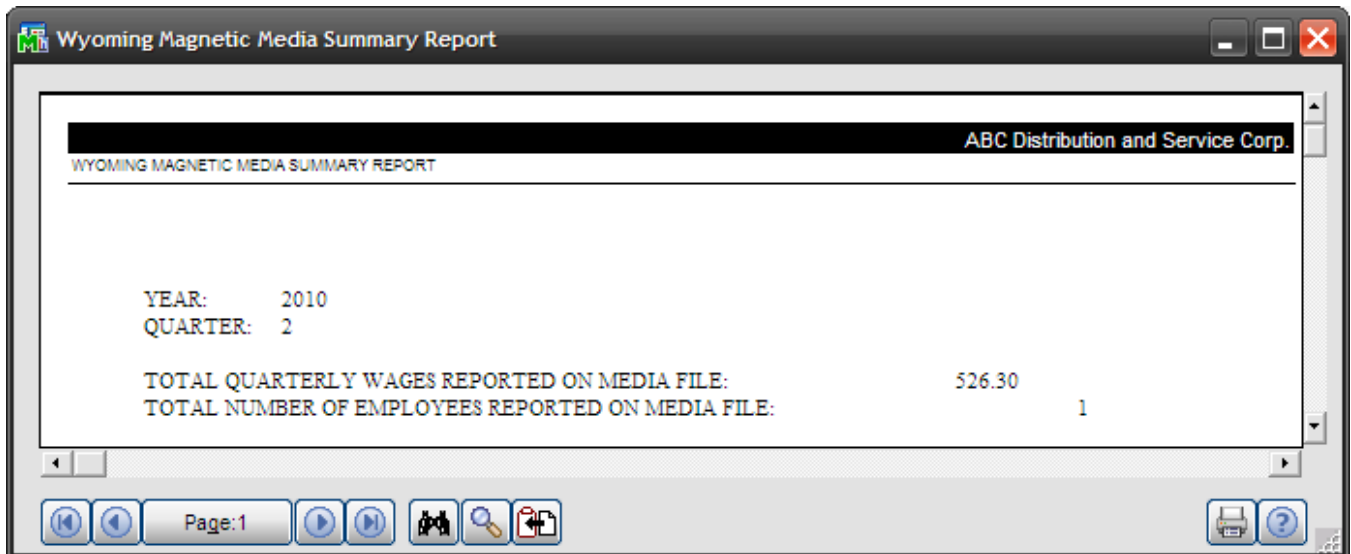 Wyoming Magnetic Media Summary Report
ABC Distribution and Service Corp.
WYOMING MAGNETIC MEDIA SUMMARY REPORT
YEAR: 2010
QUARTER: 2
TOTAL QUARTERLY WAGES REPORTED ON MEDIA FILE: 526.30
TOTAL NUMBER OF EMPLOYEES REPORTED ON MEDIA FILE: 1
Page:1